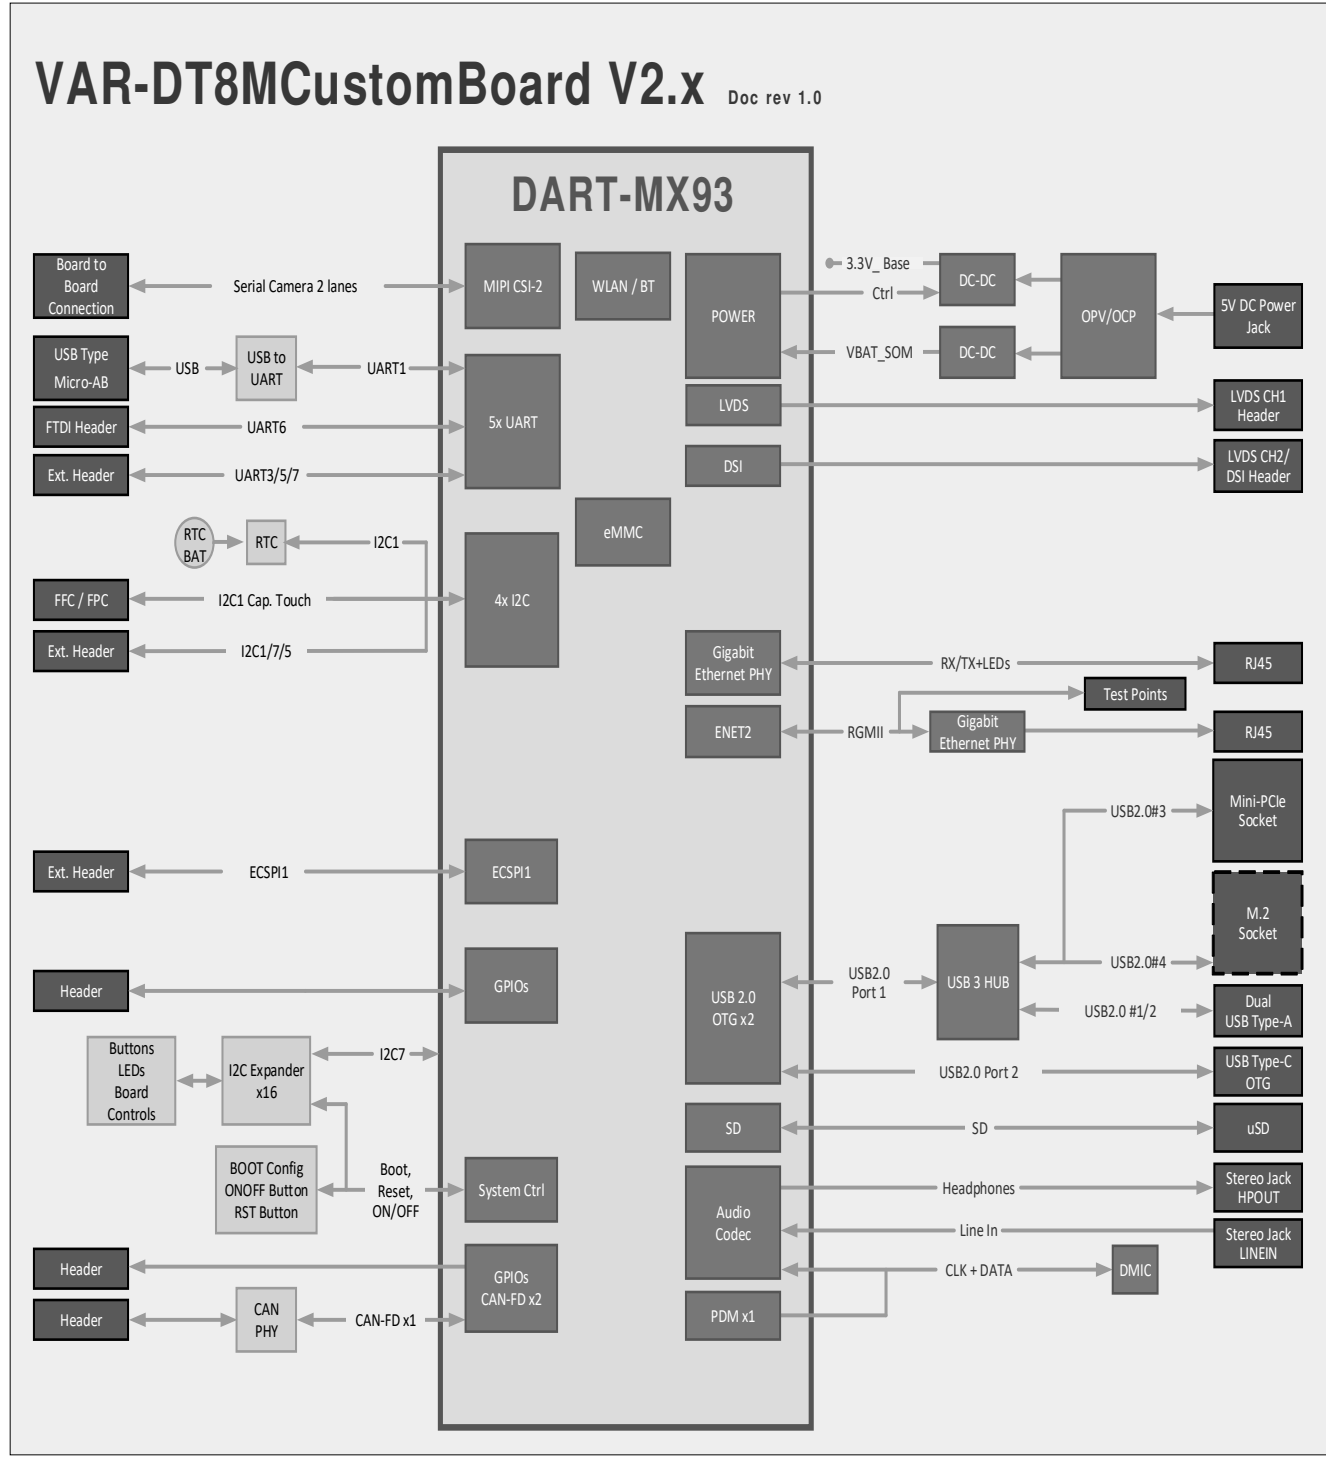 VAR-DT8MCustomBoard V2.x Doc rev 1.0
DART-MX93
Board to
Board
Connection
Serial Camera 2 lanes
MIPI CSI-2
WLAN / BT
POWER
3.3V_ Base
Ctrl
VBAT_SOM
DC-DC
DC-DC
OPV/OCP
5V DC Power
Jack
USB Type
Micro-AB
USB
USB to
UART
UART1
5x UART
FTDI Header
UART6
Ext. Header
UART3/5/7
LVDS
LVDS CH1
Header
DSI
LVDS CH2/
DSI Header
eMMC
RTC
BAT
RTC
I2C1
FFC / FPC
I2C1 Cap. Touch
4x I2C
Ext. Header
I2C1/7/5
Gigabit
Ethernet PHY
RX/TX+LEDs
RJ45
Test Points
ENET2
RGMII
Gigabit
Ethernet PHY
RJ45
USB2.0#3
Mini-PCIe
Socket
Ext. Header
ECSPI1
ECSPI1
M.2
Socket
USB2.0#4
Header
GPIOs
USB 2.0
OTG x2
USB2.0
Port 1
USB 3 HUB
USB2.0 #1/2
Dual
USB Type-A
Buttons
LEDs
Board
Controls
I2C Expander
x16
I2C7
USB2.0 Port 2
USB Type-C
OTG
SD
SD
uSD
BOOT Config
ONOFF Button
RST Button
Boot,
Reset,
ON/OFF
System Ctrl
Audio
Codec
Headphones
Stereo Jack
HPOUT
Line In
Stereo Jack
LINEIN
Header
GPIOs
CAN-FD x2
CLK + DATA
DMIC
Header
CAN
PHY
CAN-FD x1
PDM x1